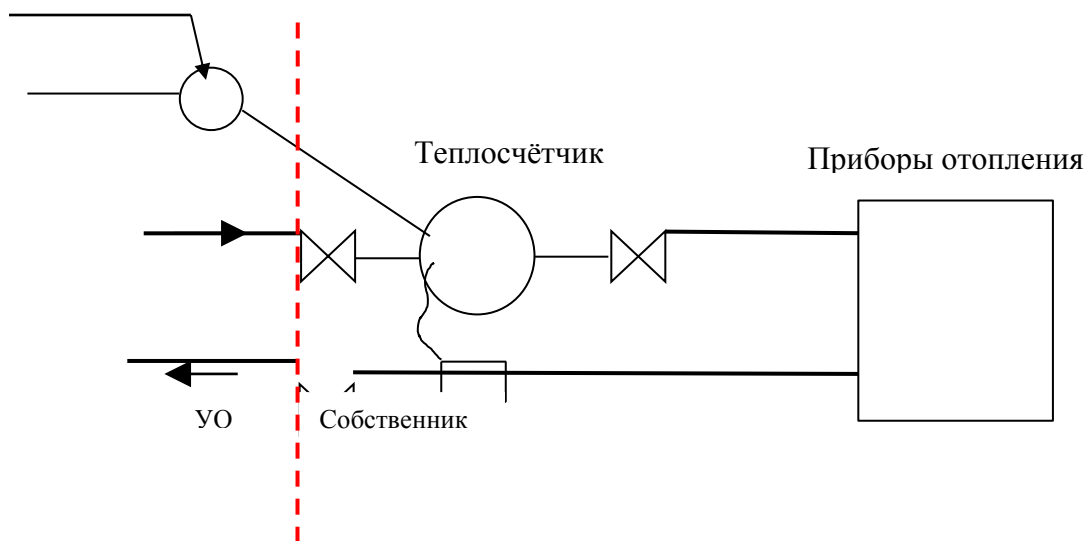 Теплосчётчик
Приборы отопления
УО
Собственник